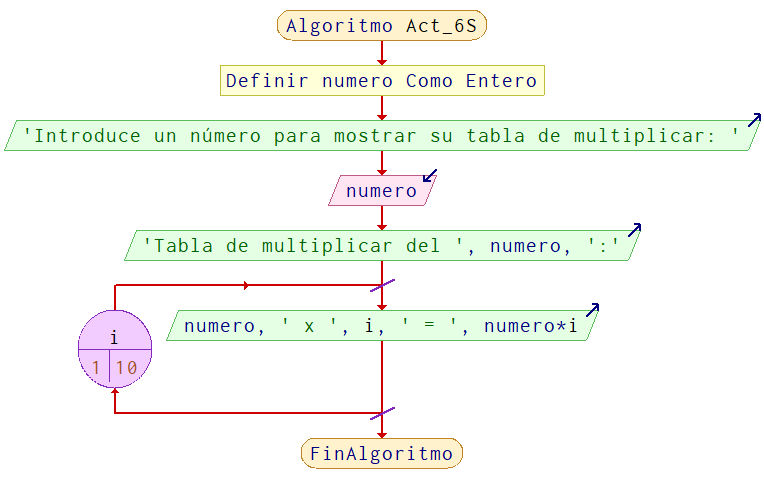 Algoritmo Act_6S
Definir numero Como Entero
'Introduce un número para mostrar su tabla de multiplicar: '
numero
'Tabla de multiplicar del ', numero, ':'
numero, ' x ', i, ' = ', numero*i
i
1 10
FinAlgoritmo